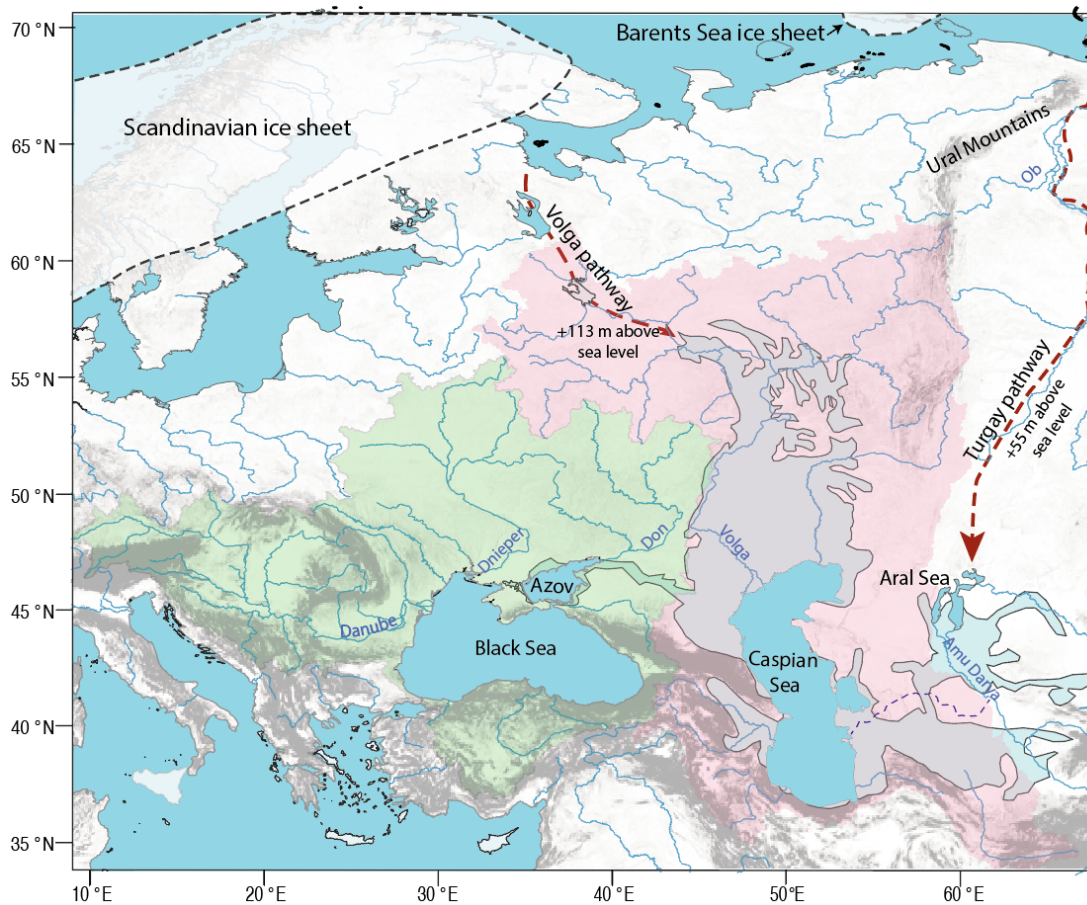 70 °N
Barents Sea ice sheet
Scandinavian ice sheet
65 °N
Ural Mountains
Ob
Volga pathway
60 °N
+113 m above
sea level
55 °N
Turgay pathway
+55 m above
sea level
50 °N
Dnieper
Don
Volga
Azov
Aral Sea
45 °N
Danube
Black Sea
Caspian
Sea
Amu Darya
40 °N
35 °N
10 °E
20 °E
30 °E
40 °E
50 °E
60 °E